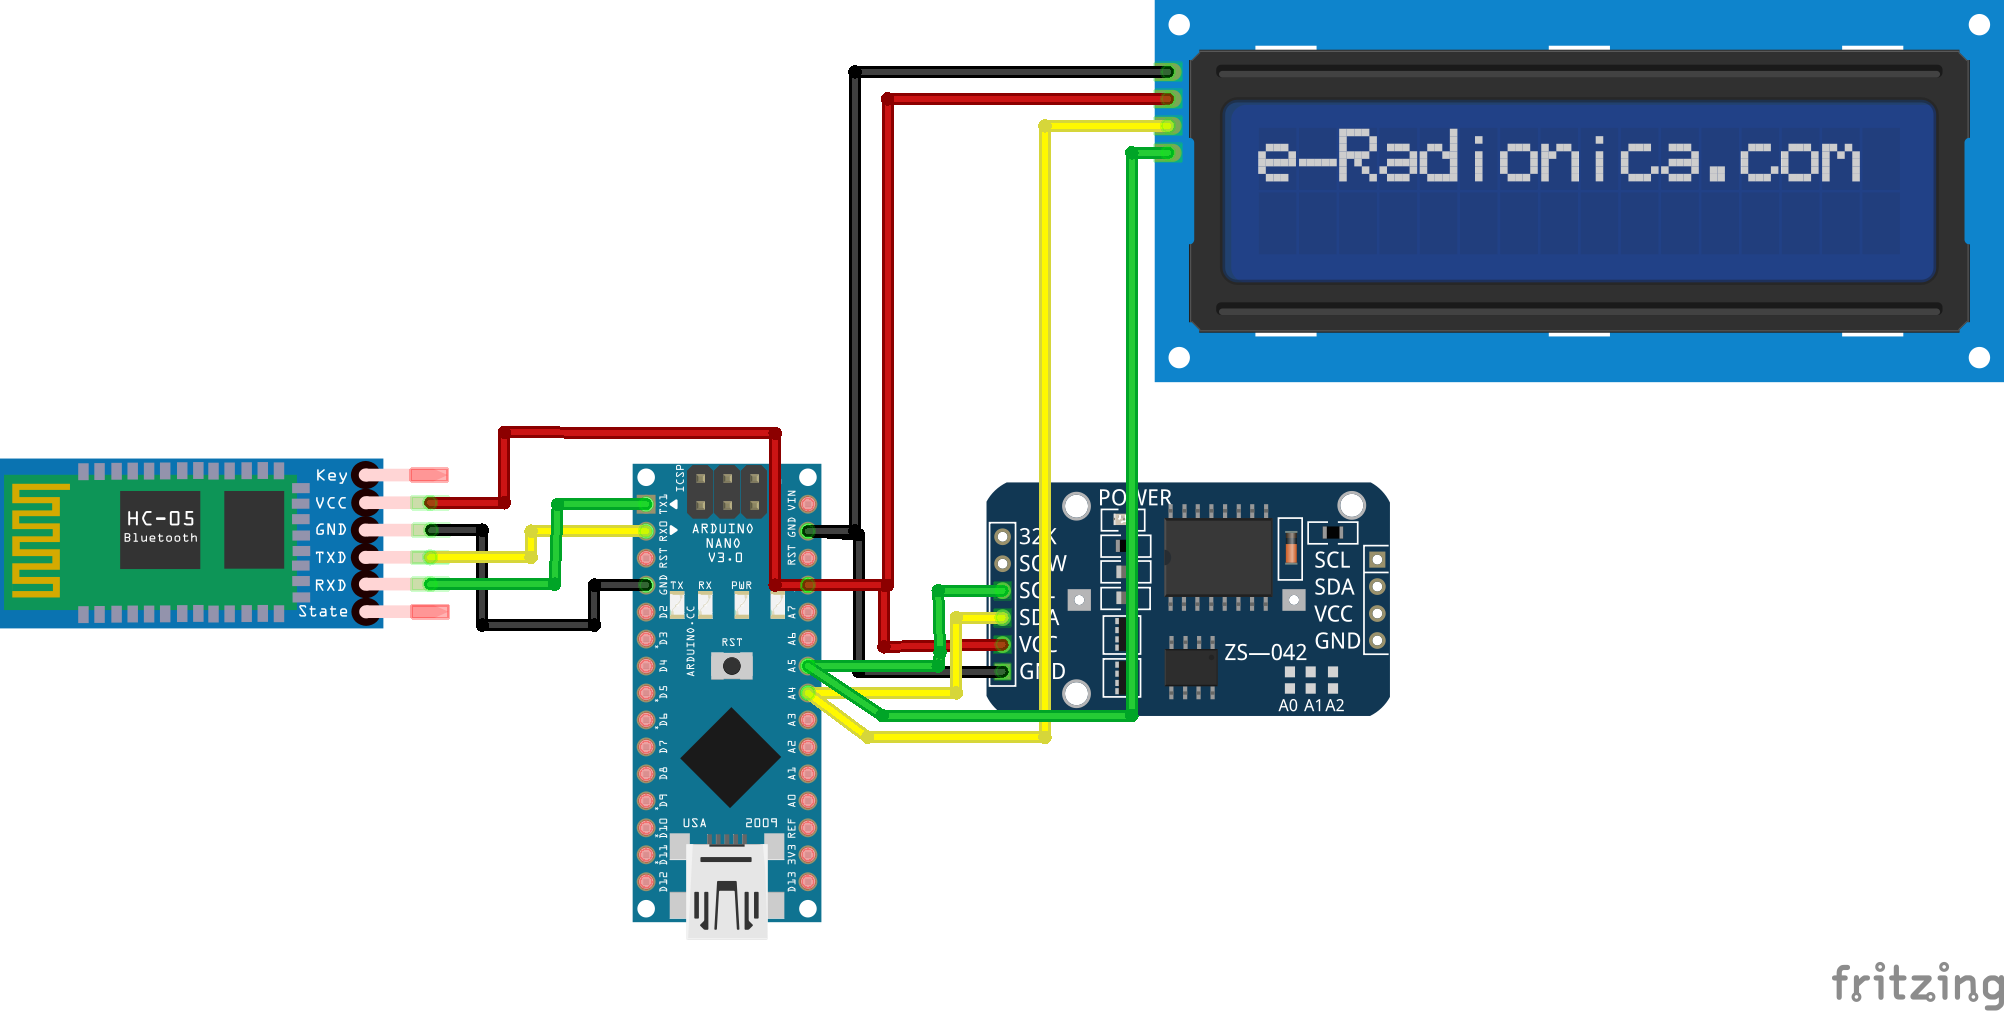 e-Radionica.com
Key
VCC
GND
TXD
RXD
State
HC-05
Bluetooth
ICSP
TX1
RX0
RST
GND
D2
D3
D4
D5
D6
D7
D8
D9
D10
D11
D12
VIN
GND
RST
A7
A6
A5
A4
A3
A2
A1
A0
REF
3V3
D13
ARDUINO
NANO
V3.0
TX RX PWR
ARDUINO.CC
RST
USA 2009
POWER
32K
SQW
SCL
SDA
VCC
GND
SCL
SDA
VCC
GND
ZS-042
A0 A1 A2
fritzing